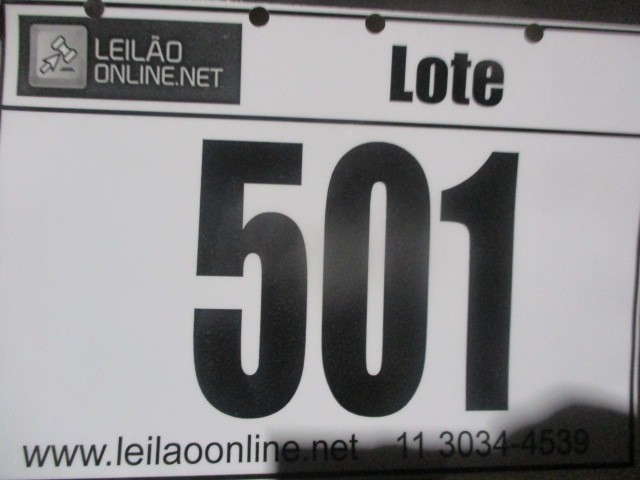 LEILÃO
ONLINE.NET
Lote
501
www.leilaoonline.net 11 3034-4539